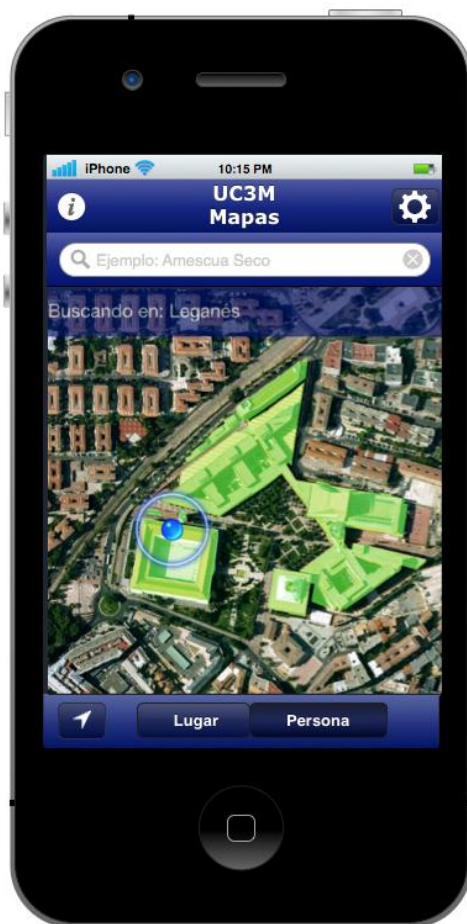 iPhone
10:15 PM
UC3M
Mapas
Ejemplo: Amescua Seco
Buscando en: Leganés
Lugar
Persona